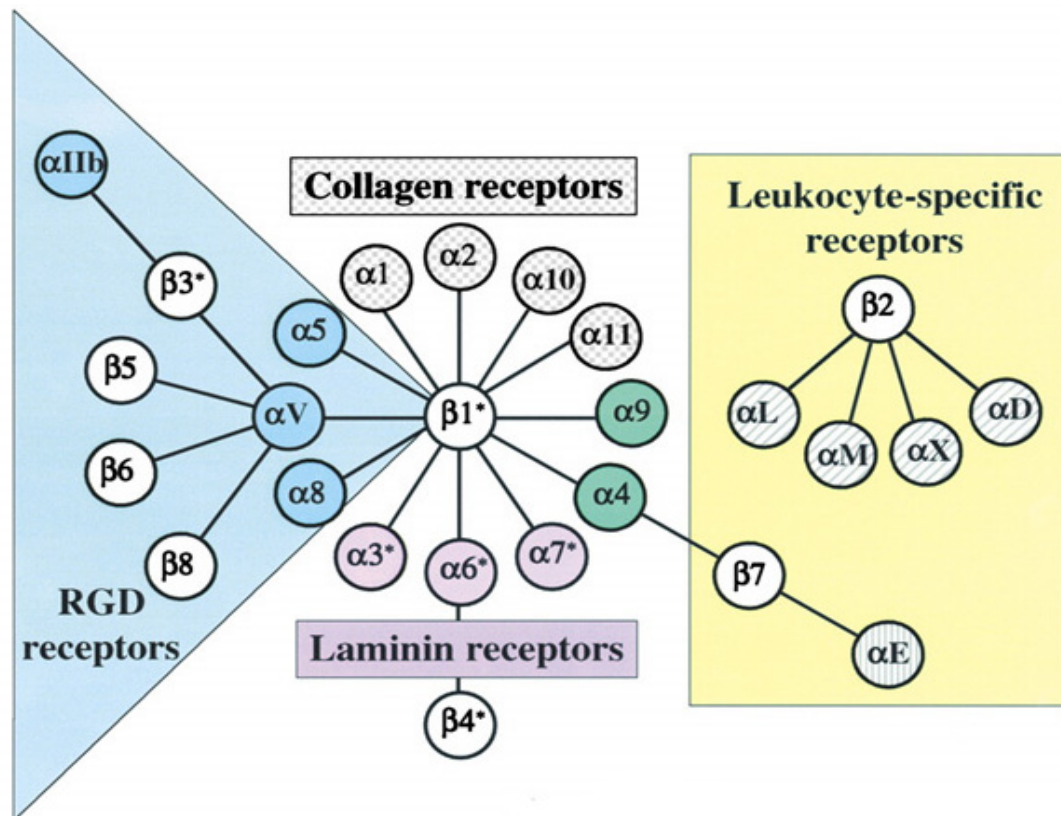 αIIb
β3*
β5
αV
β6
β8
RGD
receptors
α5
α8
Collagen receptors
α1
α2
α10
α11
β1*
α9
α4
α3*
α6*
α7*
Laminin receptors
β4*
Leukocyte-specific
receptors
β2
αL
αM
αX
αD
β7
αE